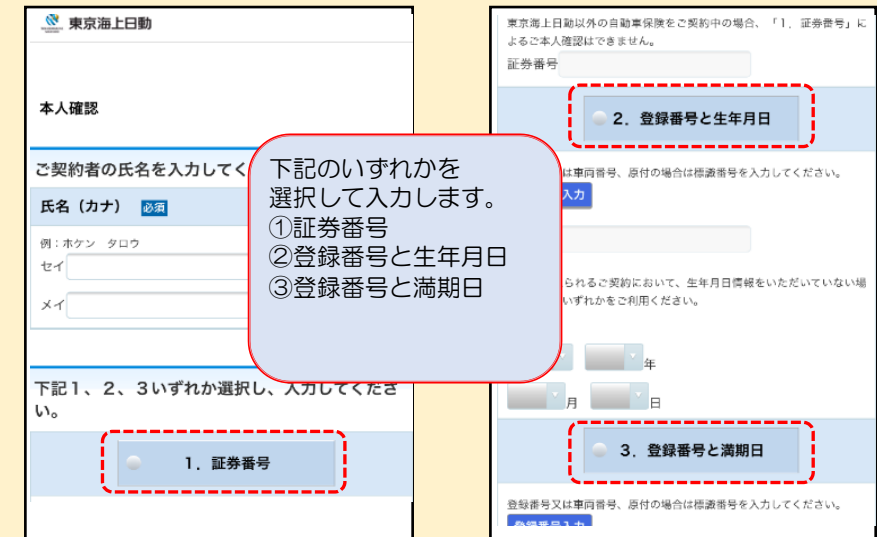 東京海上日動
本人確認
ご契約者の氏名を入力してく
氏名（カナ） 必須
例：ホケン　タロウ
セイ
メイ
下記１、２、３いずれか選択し、入力してくださ
い。
１．証券番号
下記のいずれかを
選択して入力します。
①証券番号
②登録番号と生年月日
③登録番号と満期日
東京海上日動以外の自動車保険をご契約中の場合、「１．証券番号」に
よるご本人確認はできません。
証券番号
２．登録番号と生年月日
は車両番号、原付の場合は標識番号を入力してください。
入力
られるご契約において、生年月日情報をいただいていない場
いずれかをご利用ください。
年
月 日
３．登録番号と満期日
登録番号又は車両番号、原付の場合は標識番号を入力してください。
登録番号入力